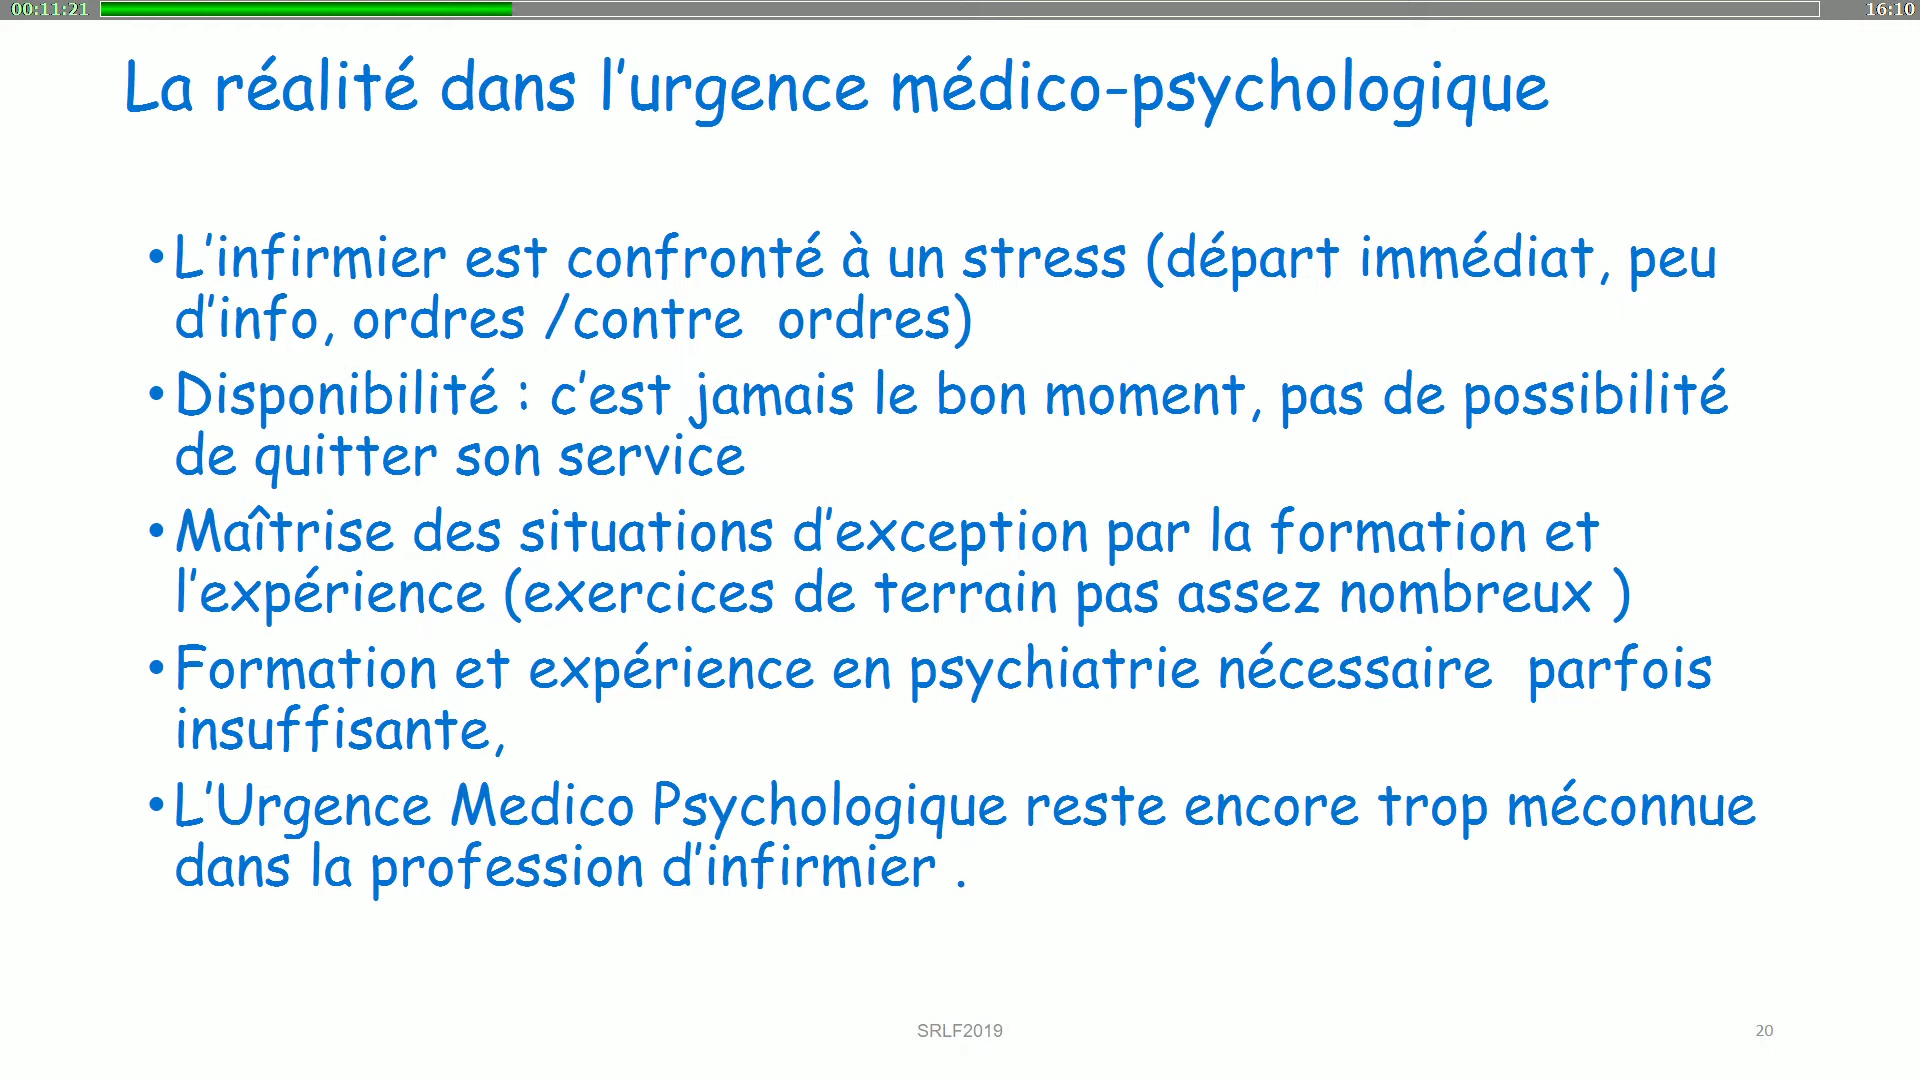 00:11:21
16:10
La réalité dans l’urgence médico-psychologique
•L’infirmier est confronté à un stress (départ immédiat, peu
d’info, ordres /contre  ordres)
•Disponibilité : c’est jamais le bon moment, pas de possibilité
de quitter son service
•Maîtrise des situations d’exception par la formation et
l’expérience (exercices de terrain pas assez nombreux )
•Formation et expérience en psychiatrie nécessaire  parfois
insuffisante,
•L’Urgence Medico Psychologique reste encore trop méconnue
dans la profession d’infirmier .
SRLF2019
20